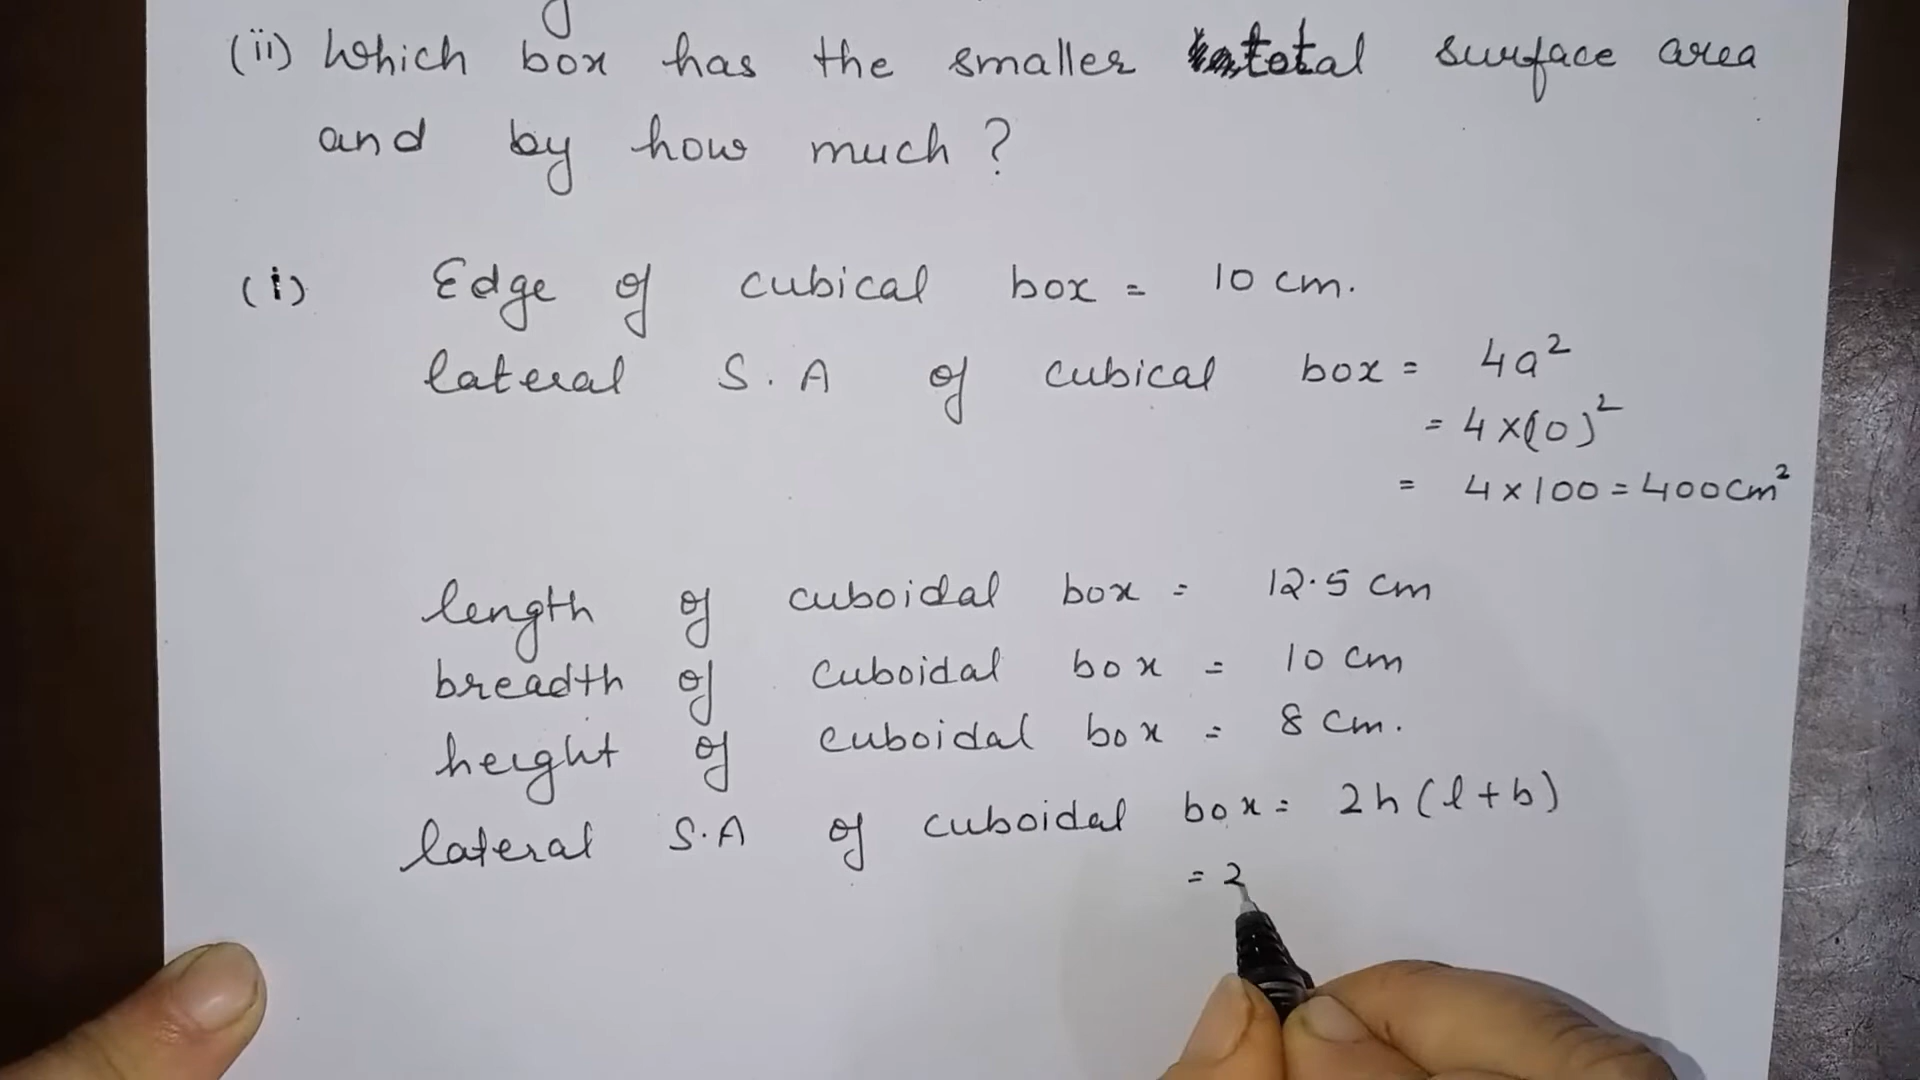 (ii) Which box has the smaller total surface area
and by how much ?
(i) Edge of cubical box = 10 cm.
lateral S.A of cubical box = 4a²
= 4×(10)²
= 4×100 = 400cm²
length of cuboidal box = 12.5 cm
breadth of cuboidal box = 10 cm
height of cuboidal box = 8 cm.
lateral S.A of cuboidal box = 2h(l+b)
= 2